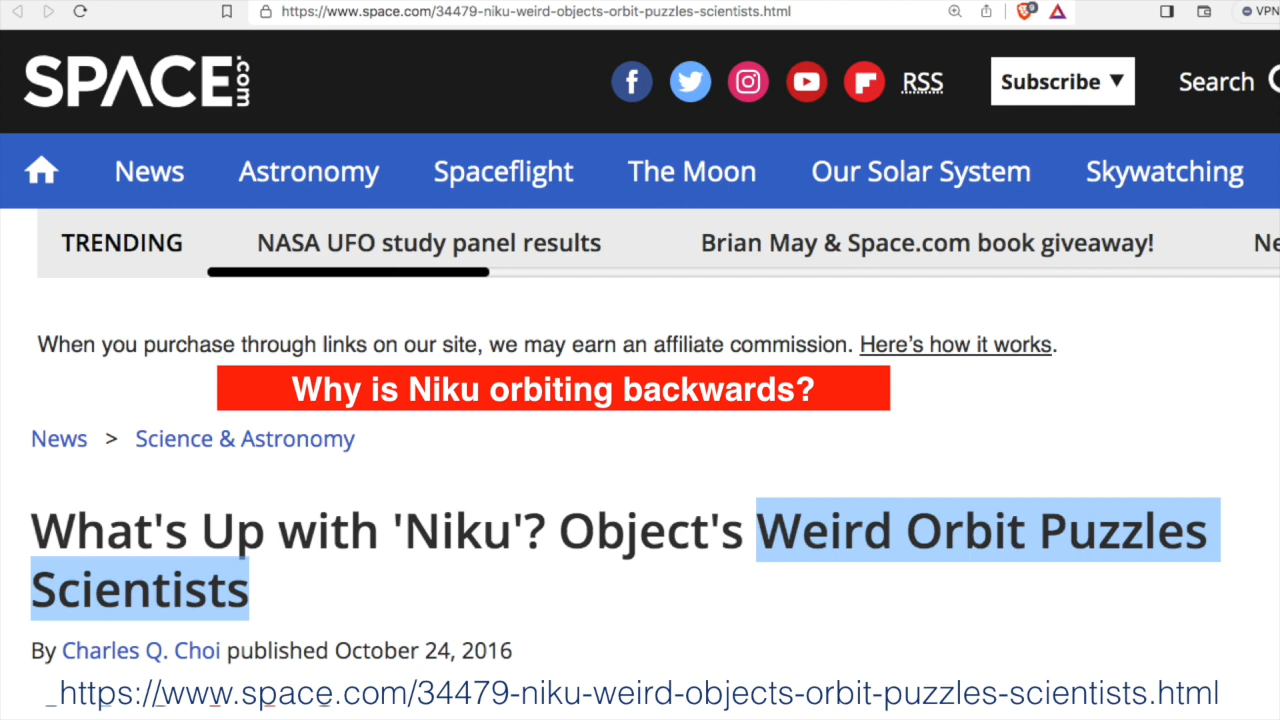 https://www.space.com/34479-niku-weird-objects-orbit-puzzles-scientists.html
VPN
SPACE.com
RSS
Subscribe ▼
Search
News
Astronomy
Spaceflight
The Moon
Our Solar System
Skywatching
TRENDING
NASA UFO study panel results
Brian May & Space.com book giveaway!
Ne
When you purchase through links on our site, we may earn an affiliate commission. Here’s how it works.
Why is Niku orbiting backwards?
News > Science & Astronomy
What's Up with 'Niku'? Object's Weird Orbit Puzzles
Scientists
By Charles Q. Choi published October 24, 2016
https://www.space.com/34479-niku-weird-objects-orbit-puzzles-scientists.html